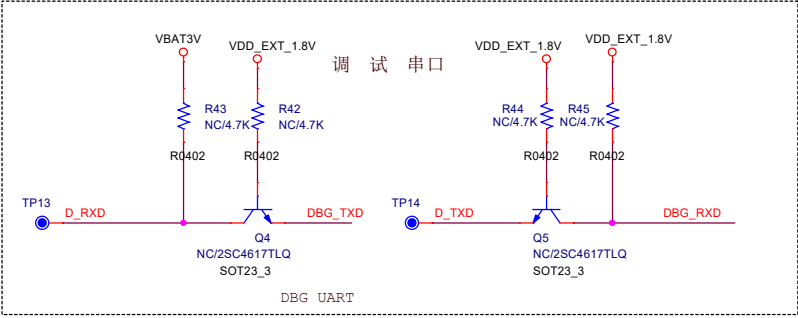 VBAT3V
VDD_EXT_1.8V
调 试 串口
VDD_EXT_1.8V
VDD_EXT_1.8V
R43
NC/4.7K
R42
NC/4.7K
R44
NC/4.7K
R45
NC/4.7K
R0402
R0402
R0402
R0402
TP13
D_RXD
DBG_TXD
TP14
D_TXD
DBG_RXD
Q4
NC/2SC4617TLQ
SOT23_3
Q5
NC/2SC4617TLQ
SOT23_3
DBG UART